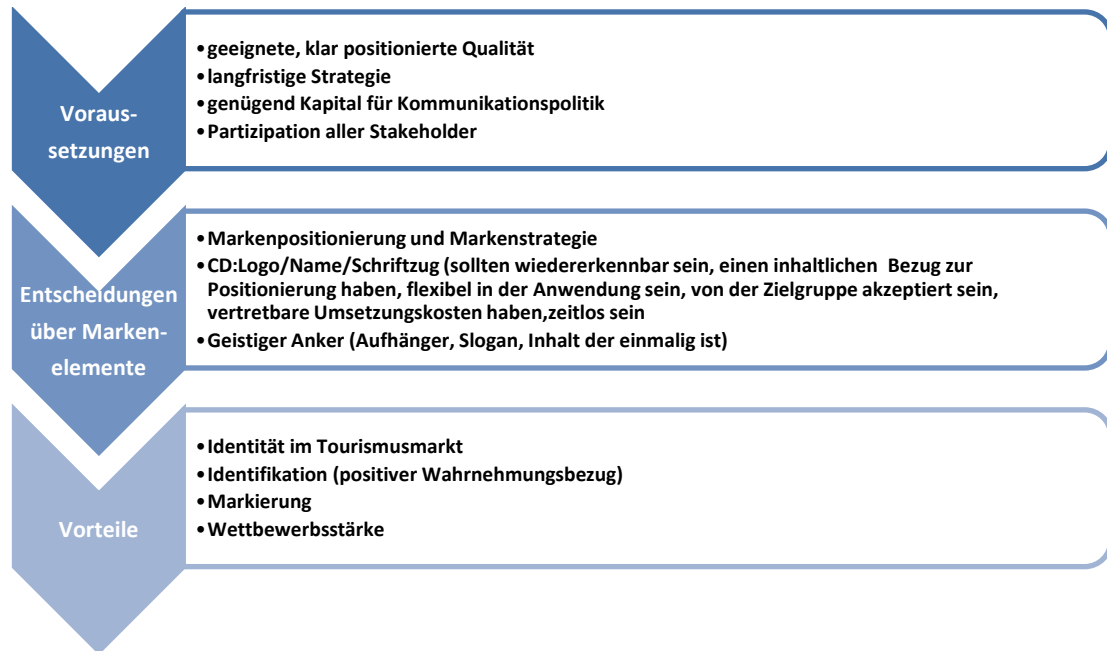 Voraus-
setzungen
•geeignete, klar positionierte Qualität
•langfristige Strategie
•genügend Kapital für Kommunikationspolitik
•Partizipation aller Stakeholder
Entscheidungen
über Marken-
elemente
•Markenpositionierung und Markenstrategie
•CD:Logo/Name/Schriftzug (sollten wiedererkennbar sein, einen inhaltlichen Bezug zur
Positionierung haben, flexibel in der Anwendung sein, von der Zielgruppe akzeptiert sein,
vertretbare Umsetzungskosten haben,zeitlos sein
•Geistiger Anker (Aufhänger, Slogan, Inhalt der einmalig ist)
Vorteile
•Identität im Tourismusmarkt
•Identifikation (positiver Wahrnehmungsbezug)
•Markierung
•Wettbewerbsstärke